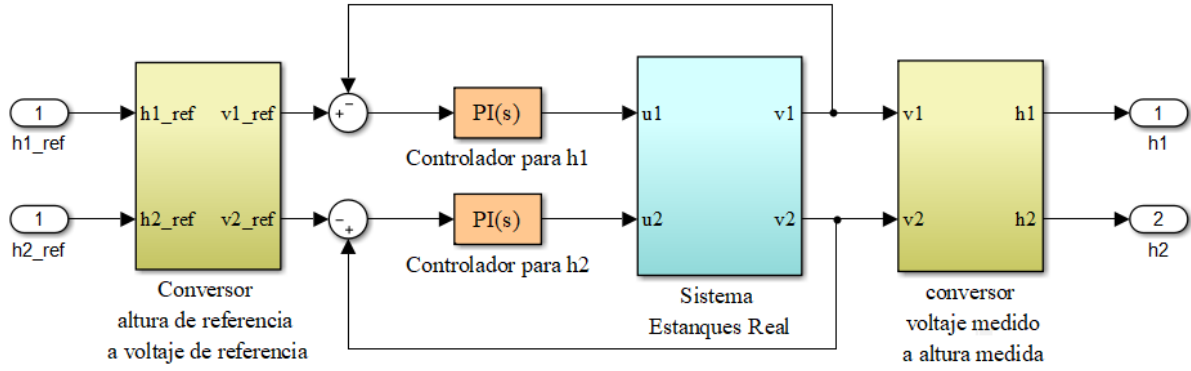 1
h1_ref
1
h2_ref
h1_ref
v1_ref
h2_ref
v2_ref
Conversor
altura de referencia
a voltaje de referencia
+
−
−
+
PI(s)
Controlador para h1
PI(s)
Controlador para h2
u1
v1
u2
v2
Sistema
Estanques Real
v1
h1
v2
h2
conversor
voltaje medido
a altura medida
1
h1
2
h2